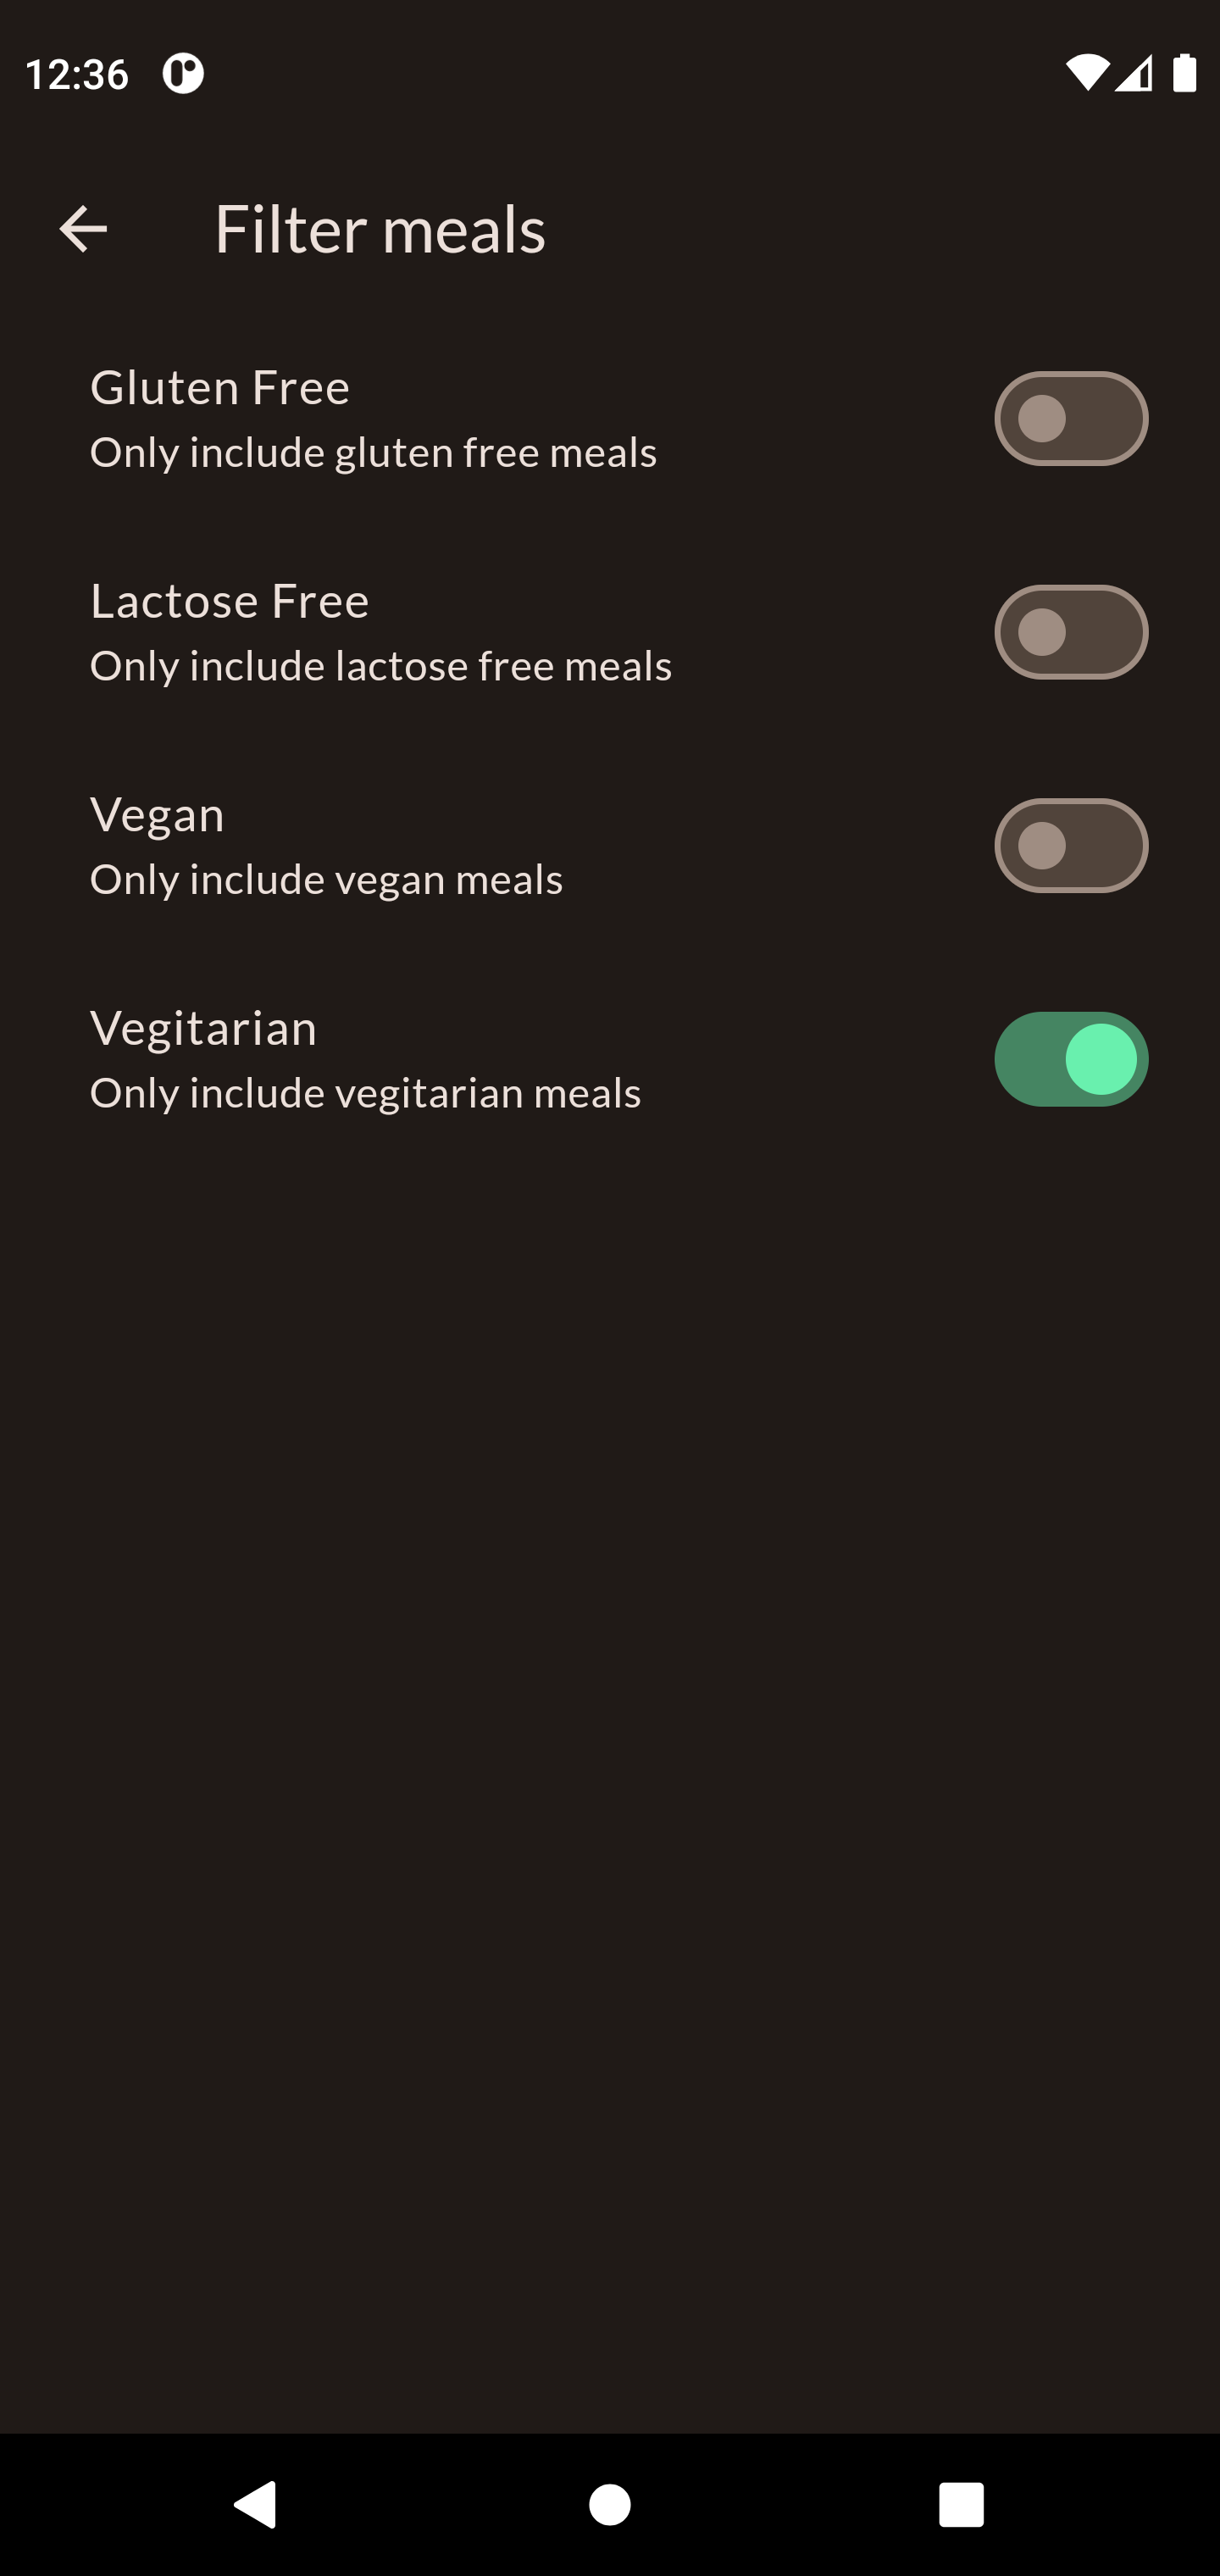 12:36
Filter meals
Gluten Free
Only include gluten free meals
Lactose Free
Only include lactose free meals
Vegan
Only include vegan meals
Vegitarian
Only include vegitarian meals